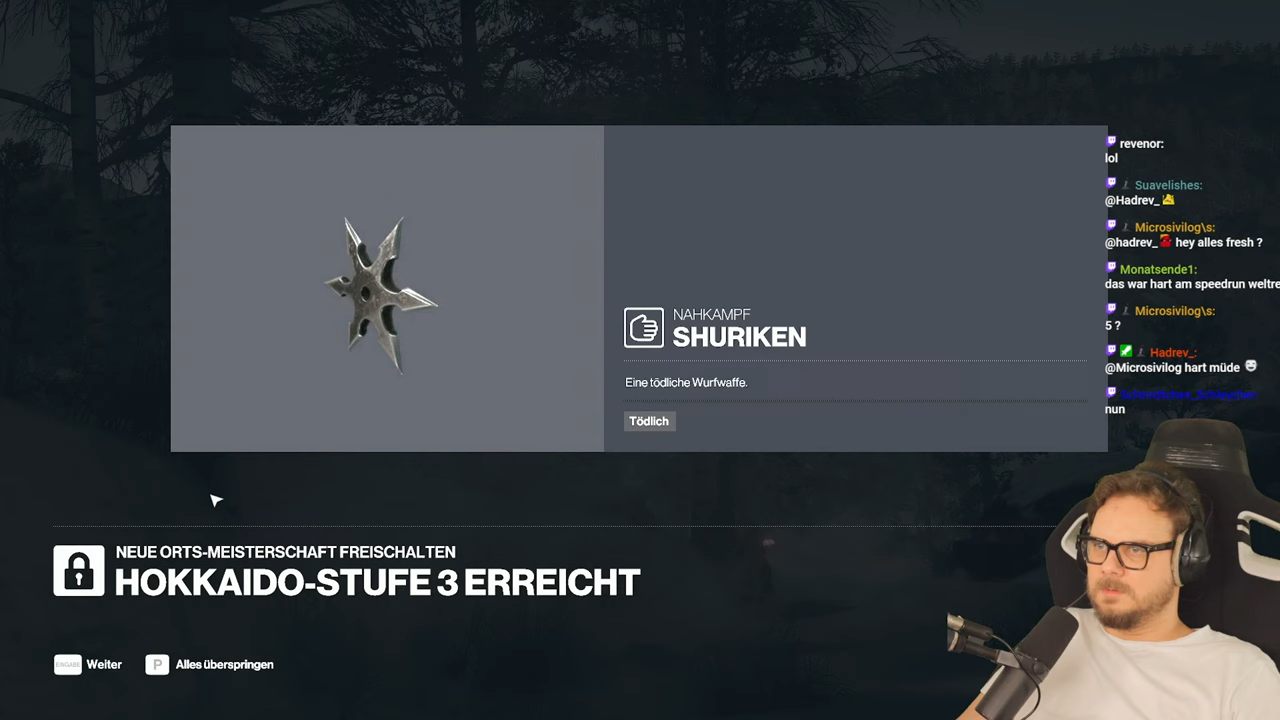 NAHKAMPF
SHURIKEN
Eine tödliche Wurfwaffe.
Tödlich
NEUE ORTS-MEISTERSCHAFT FREISCHALTEN
HOKKAIDO-STUFE 3 ERREICHT
EINGABE Weiter
P Alles überspringen
revenor:
lol
Suavelishes:
@Hadrev_
Microsivilog\s:
@hadrev_ hey alles fresh ?
Monatsende1:
das war hart am speedrun weltre
Microsivilog\s:
5 ?
Hadrev_:
@Microsivilog hart müde
nun